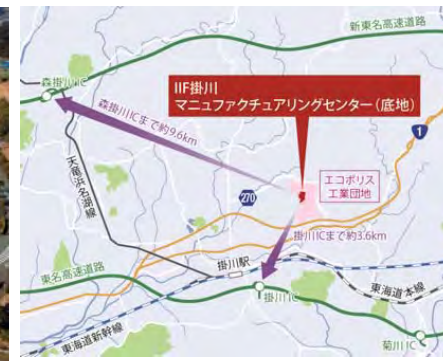 新東名高速道路
森掛川IC
IIF掛川
マニュファクチュアリングセンター(底地)
森掛川ICまで約9.6km
1
天竜浜名湖線
270
エコポリス
工業団地
掛川ICまで約3.6km
東名高速道路
掛川駅
掛川IC
東海道本線
東海道新幹線
菊川IC